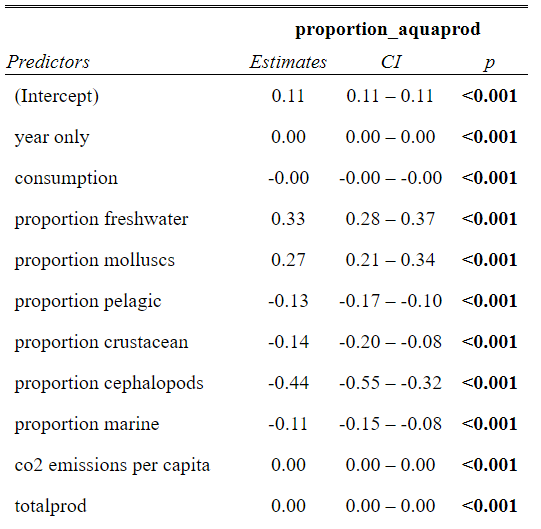 proportion_aquaprod
Predictors Estimates CI p
(Intercept) 0.11 0.11 – 0.11 <0.001
year only 0.00 0.00 – 0.00 <0.001
consumption -0.00 -0.00 – -0.00 <0.001
proportion freshwater 0.33 0.28 – 0.37 <0.001
proportion molluscs 0.27 0.21 – 0.34 <0.001
proportion pelagic -0.13 -0.17 – -0.10 <0.001
proportion crustacean -0.14 -0.20 – -0.08 <0.001
proportion cephalopods -0.44 -0.55 – -0.32 <0.001
proportion marine -0.11 -0.15 – -0.08 <0.001
co2 emissions per capita 0.00 0.00 – 0.00 <0.001
totalprod 0.00 0.00 – 0.00 <0.001